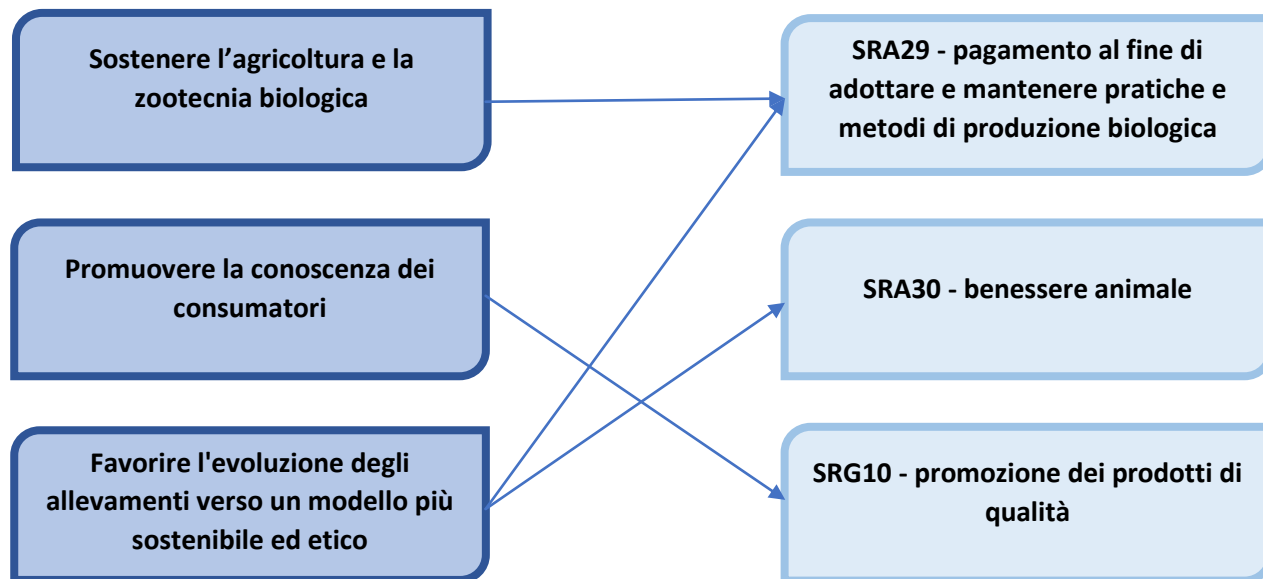 Sostenere l’agricoltura e la
zootecnia biologica
SRA29 - pagamento al fine di
adottare e mantenere pratiche e
metodi di produzione biologica
Promuovere la conoscenza dei
consumatori
SRA30 - benessere animale
Favorire l'evoluzione degli
allevamenti verso un modello più
sostenibile ed etico
SRG10 - promozione dei prodotti di
qualità